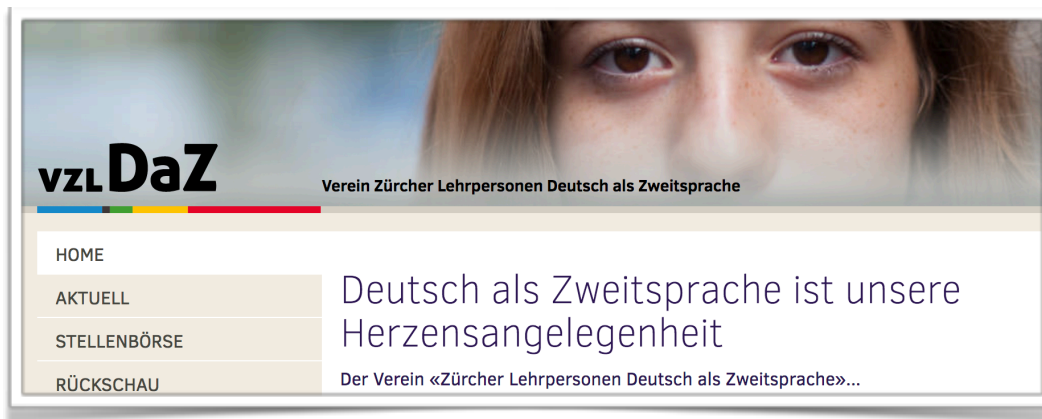 VZL DaZ
Verein Zürcher Lehrpersonen Deutsch als Zweitsprache
HOME
AKTUELL
STELLENBÖRSE
RÜCKSCHAU
Deutsch als Zweitsprache ist unsere
Herzensangelegenheit
Der Verein «Zürcher Lehrpersonen Deutsch als Zweitsprache»...